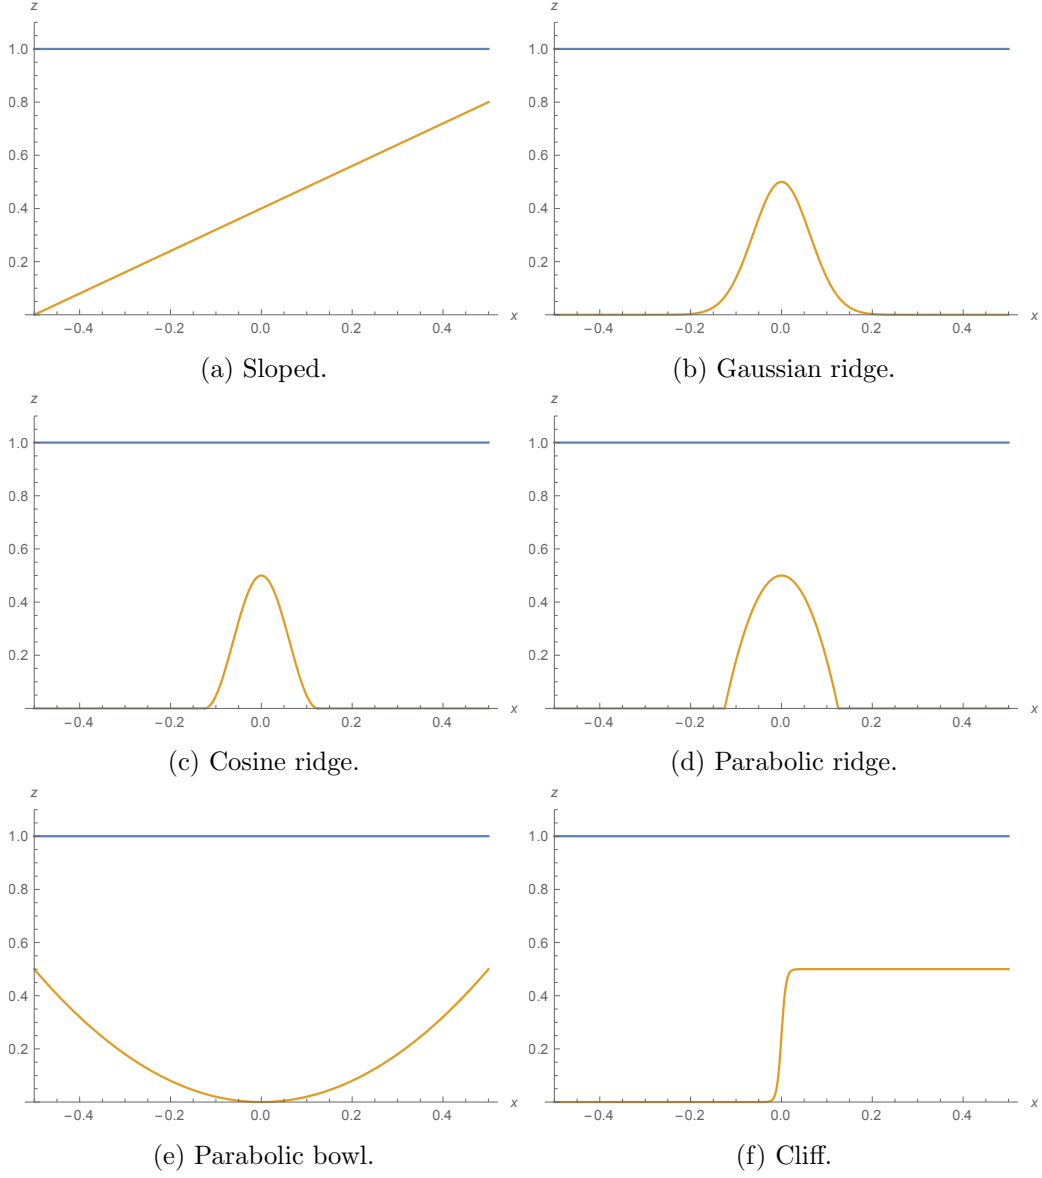 z z
1.0 1.0
0.8 0.8
0.6 0.6
0.4 0.4
0.2 0.2
−0.4 −0.2 0.0 0.2 0.4 x −0.4 −0.2 0.0 0.2 0.4 x
(a) Sloped. (b) Gaussian ridge.
z z
1.0 1.0
0.8 0.8
0.6 0.6
0.4 0.4
0.2 0.2
−0.4 −0.2 0.0 0.2 0.4 x −0.4 −0.2 0.0 0.2 0.4 x
(c) Cosine ridge. (d) Parabolic ridge.
z z
1.0 1.0
0.8 0.8
0.6 0.6
0.4 0.4
0.2 0.2
−0.4 −0.2 0.0 0.2 0.4 x −0.4 −0.2 0.0 0.2 0.4 x
(e) Parabolic bowl. (f) Cliff.